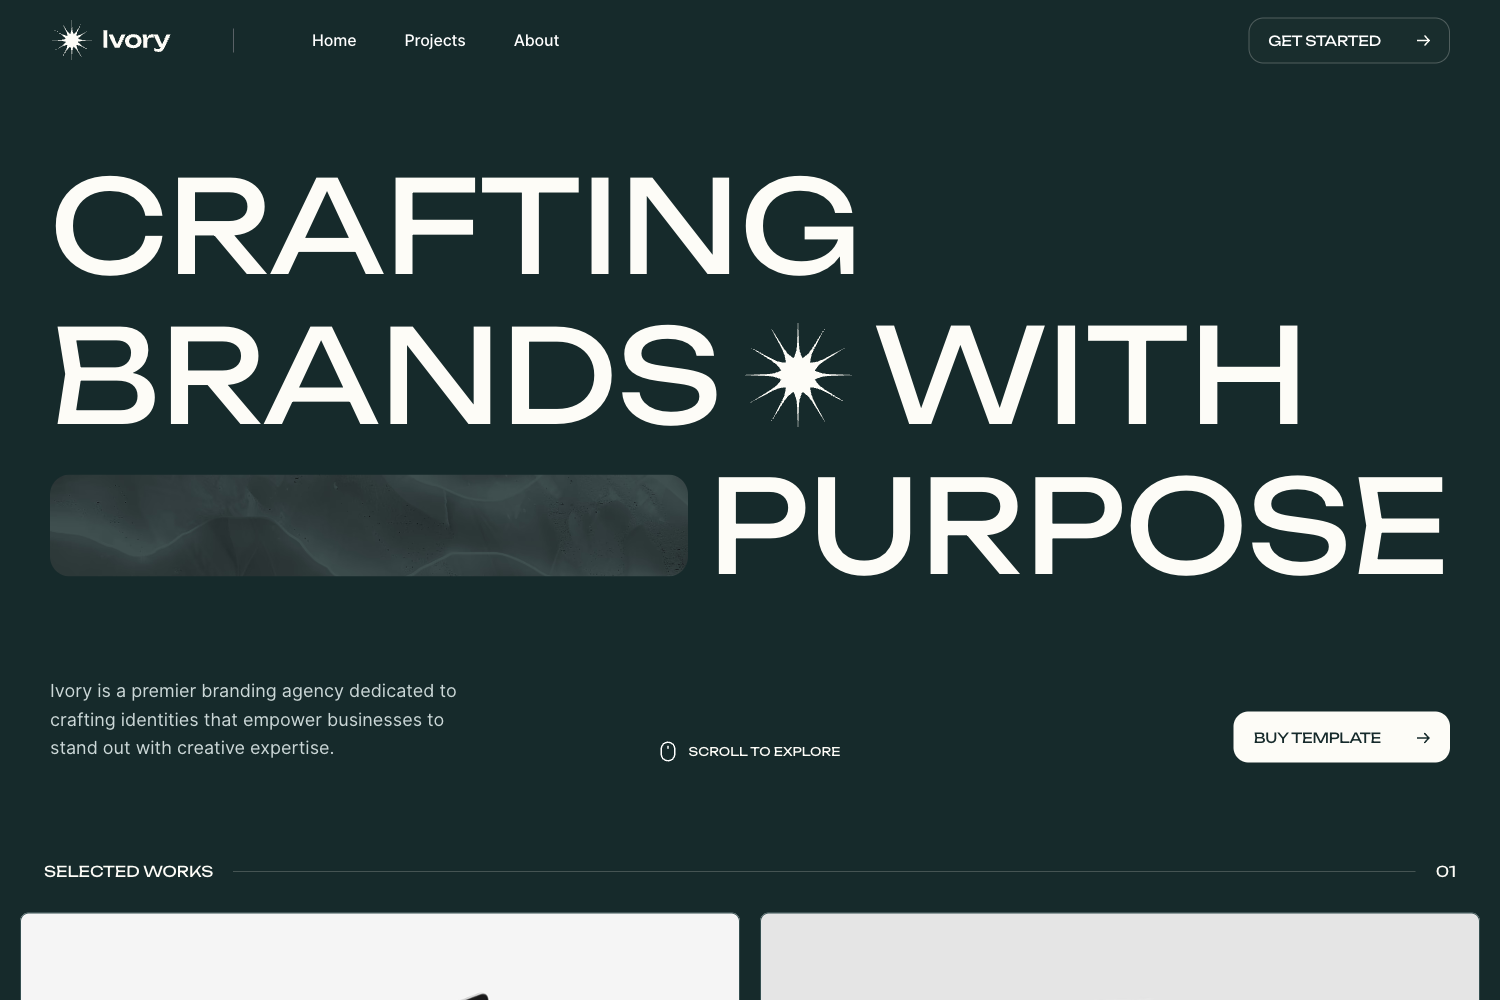 Ivory
Home
Projects
About
GET STARTED
CRAFTING
BRANDS WITH
PURPOSE
Ivory is a premier branding agency dedicated to
crafting identities that empower businesses to
stand out with creative expertise.
SCROLL TO EXPLORE
BUY TEMPLATE
SELECTED WORKS
01